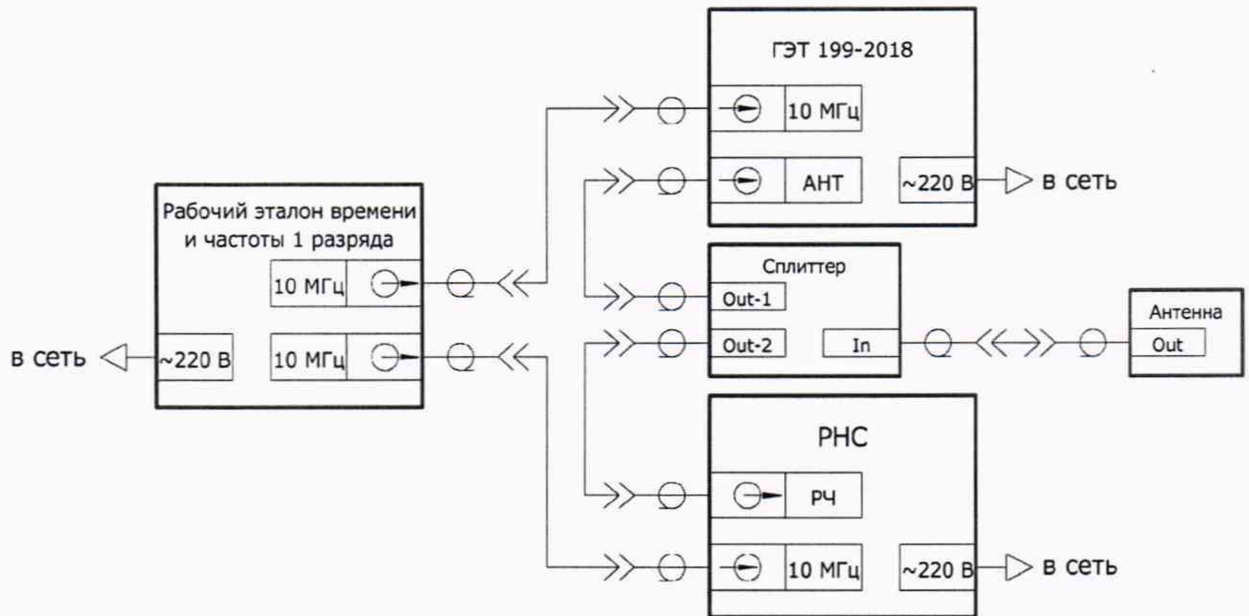 ГЭТ 199-2018
10 МГц
АНТ
~220 В
в сеть
Рабочий эталон времени
и частоты 1 разряда
10 МГц
~220 В
10 МГц
в сеть
Сплиттер
Out-1
Out-2
In
Антенна
Out
РНС
РЧ
10 МГц
~220 В
в сеть